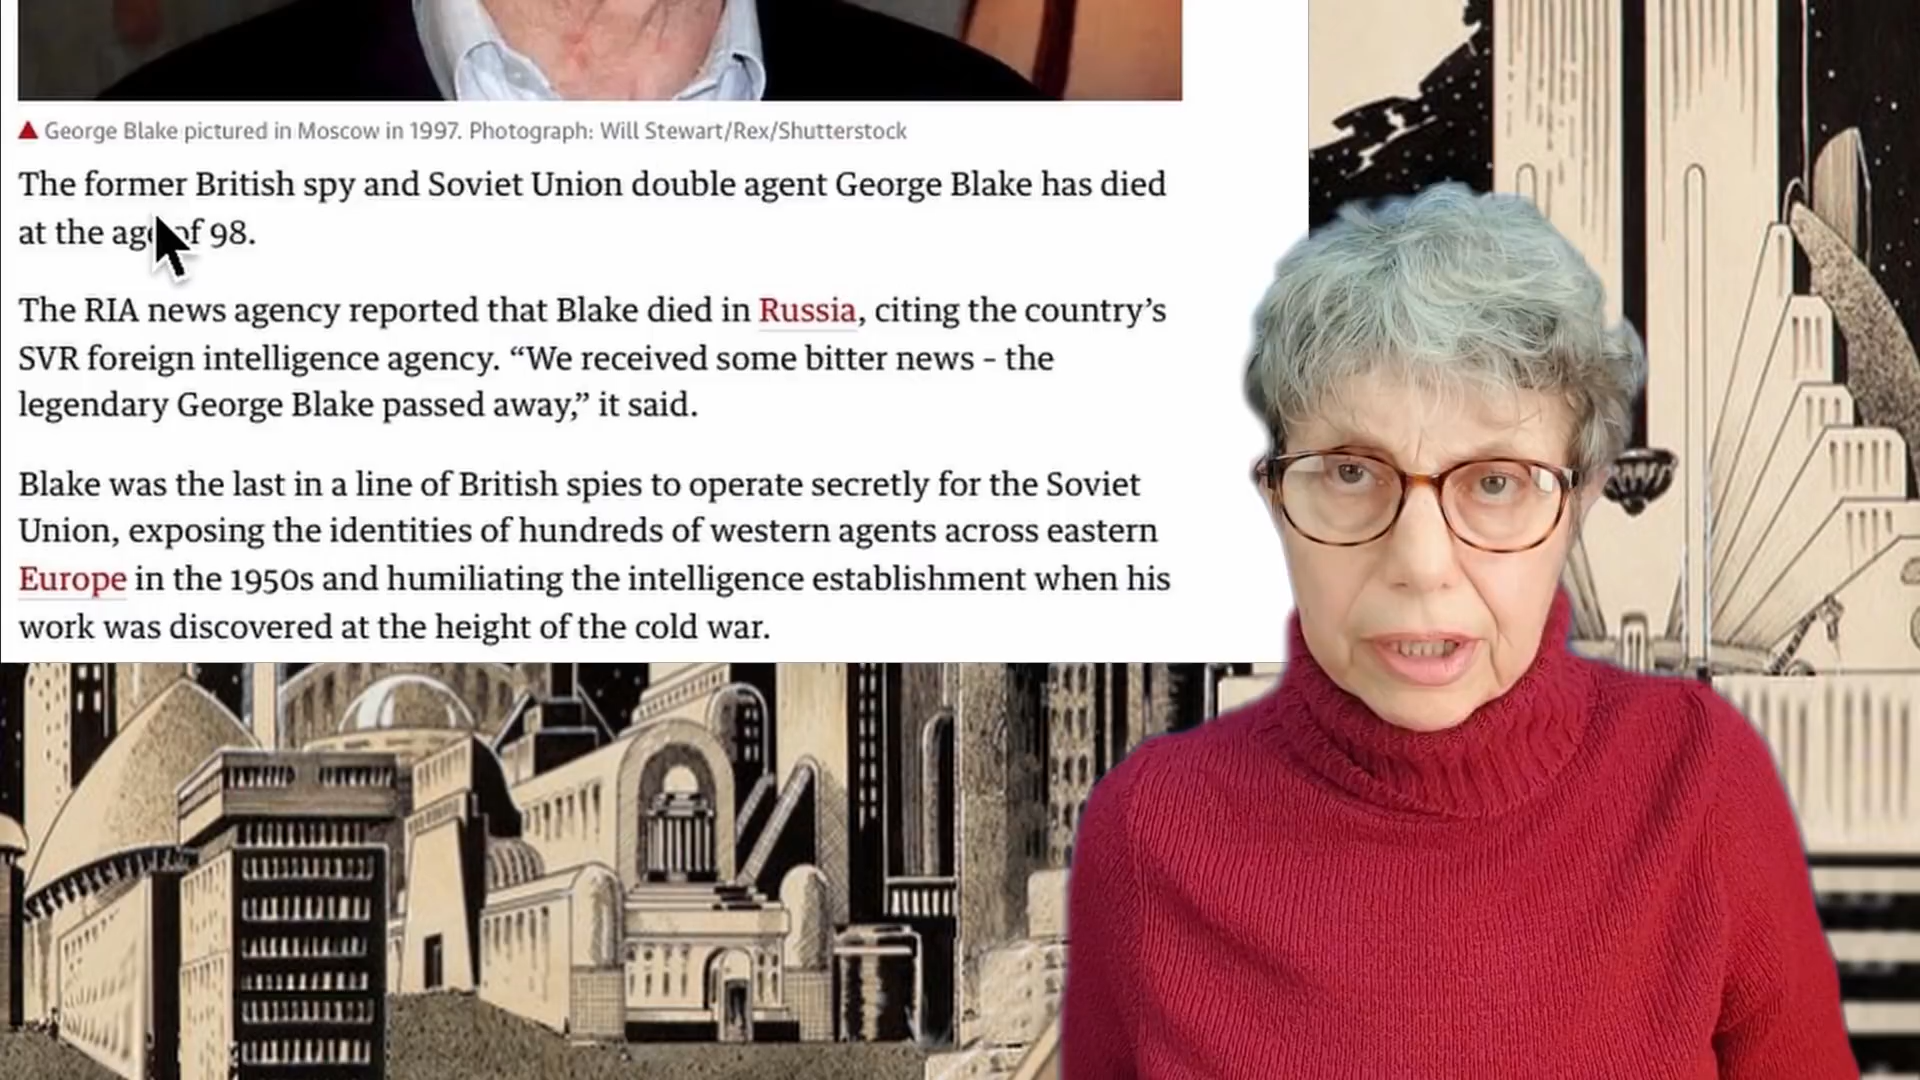 George Blake pictured in Moscow in 1997. Photograph: Will Stewart/Rex/Shutterstock
The former British spy and Soviet Union double agent George Blake has died
at the age of 98.
The RIA news agency reported that Blake died in Russia, citing the country’s
SVR foreign intelligence agency. “We received some bitter news – the
legendary George Blake passed away,” it said.
Blake was the last in a line of British spies to operate secretly for the Soviet
Union, exposing the identities of hundreds of western agents across eastern
Europe in the 1950s and humiliating the intelligence establishment when his
work was discovered at the height of the cold war.